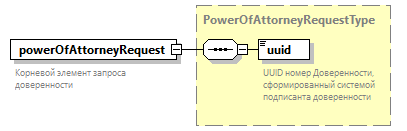 PowerOfAttorneyRequestType
powerOfAttorneyRequest
uuid
Корневой элемент запроса
доверенности
UUID номер Доверенности,
сформированный системой
подписанта доверенности